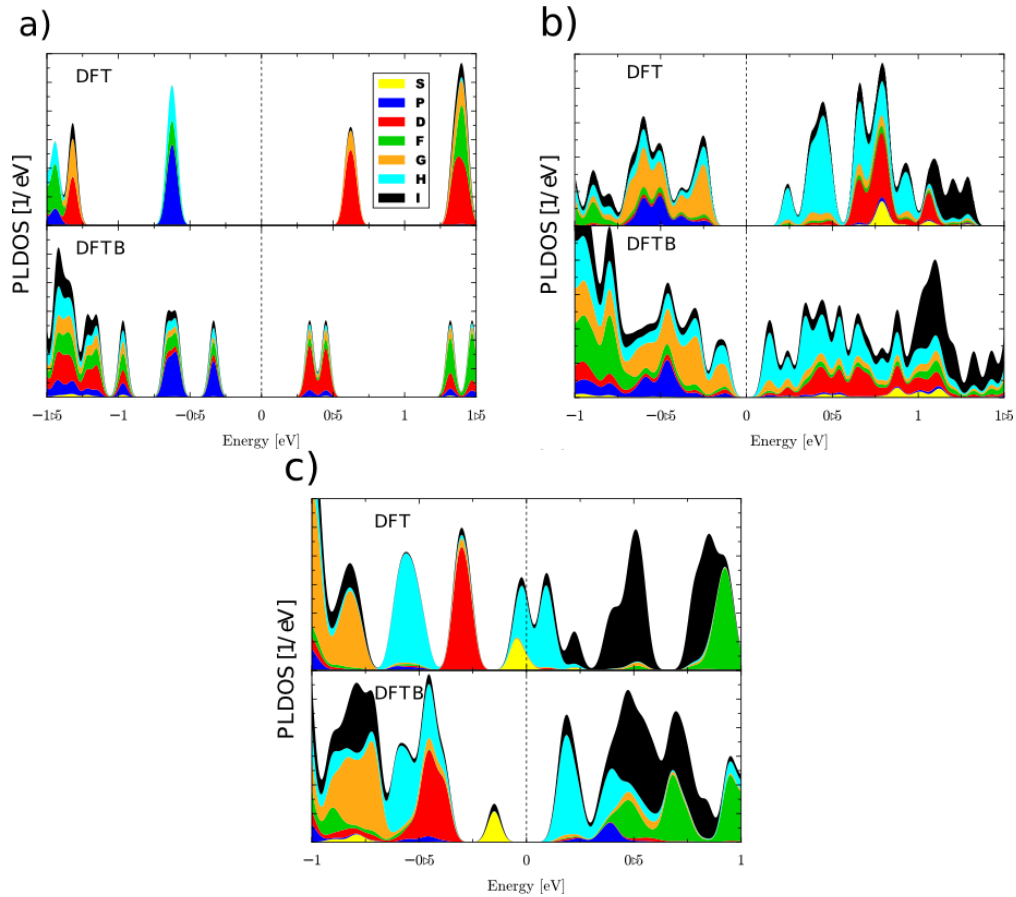 a)
DFT
S
P
D
F
G
H
I
DFTB
PLDOS [1/eV]
−1⊧5 −1 −0⊧5 0 0⊧5 1 1⊧5
Energy [eV]
b)
DFT
DFTB
PLDOS [1/eV]
−1 −0⊧5 0 0⊧5 1⊧5
Energy [eV]
c)
DFT
DFTB
PLDOS [1/eV]
−1 −0⊧5 0 0⊧5 1
Energy [eV]